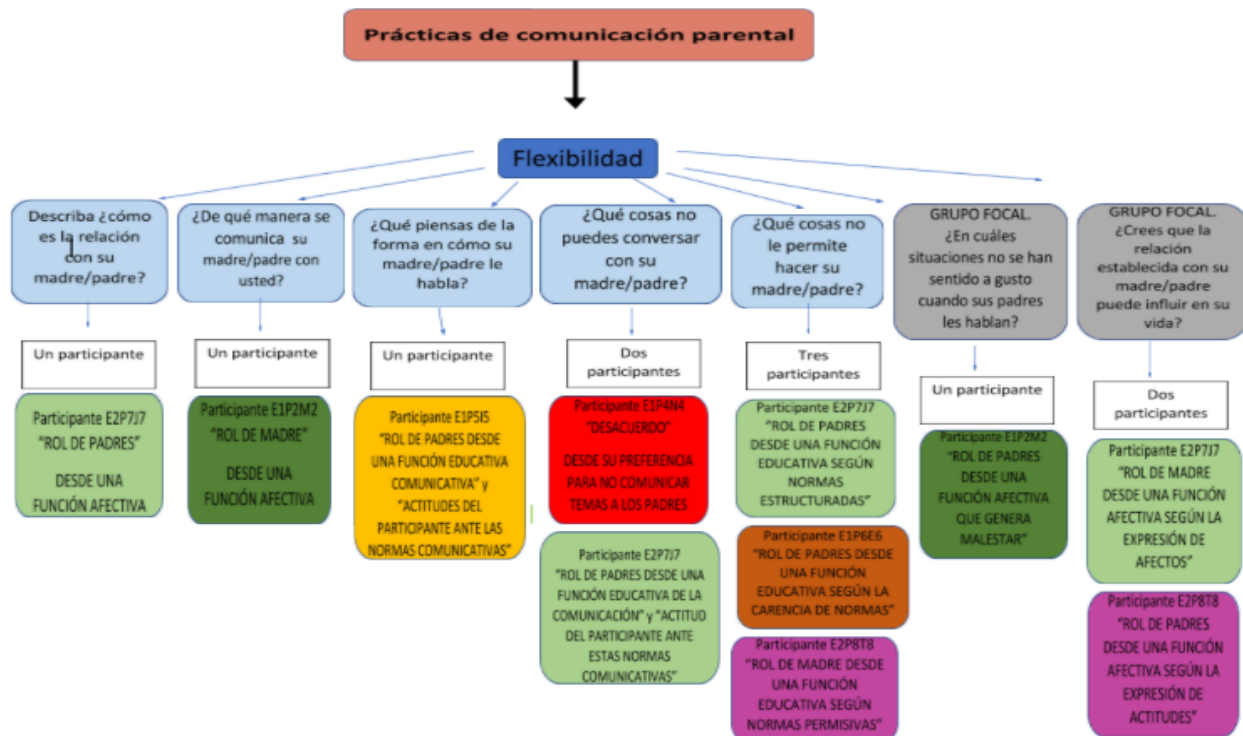 Prácticas de comunicación parental
Flexibilidad
Describa ¿cómo
es la relación
con su
madre/padre?
¿De qué manera se
comunica su
madre/padre con
usted?
¿Qué piensas de la
forma en cómo su
madre/padre le
habla?
¿Qué cosas no
puedes conversar
con su
madre/padre?
¿Qué cosas no
le permite
hacer su
madre/padre?
GRUPO FOCAL.
¿En cuáles
situaciones no se han
sentido a gusto
cuando sus padres
les hablan?
GRUPO FOCAL.
¿Crees que la
relación
establecida con su
madre/padre
puede influir en su
vida?
Un participante
Un participante
Un participante
Dos
participantes
Tres
participantes
Un participante
Dos
participantes
Participante E2P7J7
"ROL DE PADRES"
DESDE UNA
FUNCIÓN AFECTIVA
Participante E1P2M2
"ROL DE MADRE"
DESDE UNA
FUNCIÓN AFECTIVA
Participante E1P5I5
"ROL DE PADRES DESDE
UNA FUNCIÓN EDUCATIVA
COMUNICATIVA" y
"ACTITUDES DEL
PARTICIPANTE ANTE LAS
NORMAS COMUNICATIVAS"
Participante E1P4N4
"DESACUERDO"
DESDE SU PREFERENCIA
PARA NO COMUNICAR
TEMAS A LOS PADRES
Participante E2P7J7
"ROL DE PADRES DESDE UNA
FUNCIÓN EDUCATIVA DE LA
COMUNICACIÓN" y "ACTITUD
DEL PARTICIPANTE ANTE
ESTAS NORMAS
COMUNICATIVAS"
Participante E2P7J7
"ROL DE PADRES
DESDE UNA FUNCIÓN
EDUCATIVA SEGÚN
NORMAS
ESTRUCTURADAS"
Participante E1P6E6
"ROL DE PADRES DESDE
UNA FUNCIÓN
EDUCATIVA SEGÚN LA
CARENCIA DE NORMAS"
Participante E2P8T8
"ROL DE MADRE DESDE
UNA FUNCIÓN
EDUCATIVA SEGÚN
NORMAS PERMISIVAS"
Participante E1P2M2
"ROL DE PADRES
DESDE UNA
FUNCIÓN AFECTIVA
QUE GENERA
MALESTAR"
Participante E2P7J7
"ROL DE MADRE
DESDE UNA FUNCIÓN
AFECTIVA SEGÚN LA
EXPRESIÓN DE
AFECTOS"
Participante E2P8T8
"ROL DE PADRES
DESDE UNA FUNCIÓN
AFECTIVA SEGÚN LA
EXPRESIÓN DE
ACTITUDES"